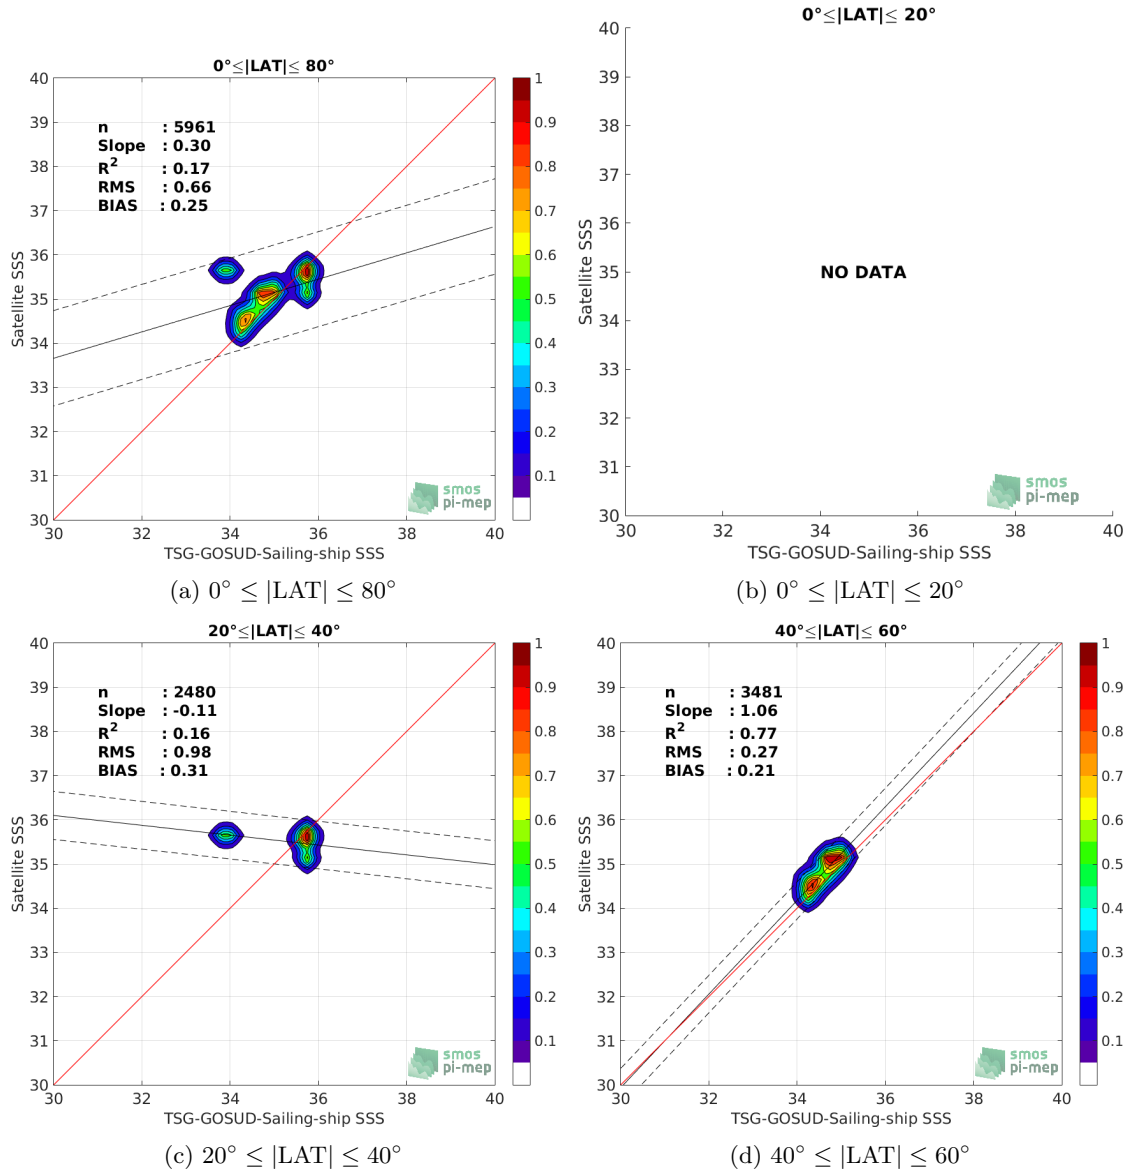 0°≤|LAT|≤ 80°
40
39
38
37
36
35
34
33
32
31
30
30 32 34 36 38 40
Satellite SSS
TSG-GOSUD-Sailing-ship SSS
n : 5961
Slope : 0.30
R2 : 0.17
RMS : 0.66
BIAS : 0.25
1
0.9
0.8
0.7
0.6
0.5
0.4
0.3
0.2
0.1
smos
pi-mep
(a) 0° ≤ |LAT| ≤ 80°
0°≤|LAT|≤ 20°
40
39
38
37
36
35
34
33
32
31
30
30 32 34 36 38 40
Satellite SSS
TSG-GOSUD-Sailing-ship SSS
NO DATA
smos
pi-mep
(b) 0° ≤ |LAT| ≤ 20°
20°≤|LAT|≤ 40°
40
39
38
37
36
35
34
33
32
31
30
30 32 34 36 38 40
Satellite SSS
TSG-GOSUD-Sailing-ship SSS
n : 2480
Slope : -0.11
R2 : 0.16
RMS : 0.98
BIAS : 0.31
1
0.9
0.8
0.7
0.6
0.5
0.4
0.3
0.2
0.1
smos
pi-mep
(c) 20° ≤ |LAT| ≤ 40°
40°≤|LAT|≤ 60°
40
39
38
37
36
35
34
33
32
31
30
30 32 34 36 38 40
Satellite SSS
TSG-GOSUD-Sailing-ship SSS
n : 3481
Slope : 1.06
R2 : 0.77
RMS : 0.27
BIAS : 0.21
1
0.9
0.8
0.7
0.6
0.5
0.4
0.3
0.2
0.1
smos
pi-mep
(d) 40° ≤ |LAT| ≤ 60°